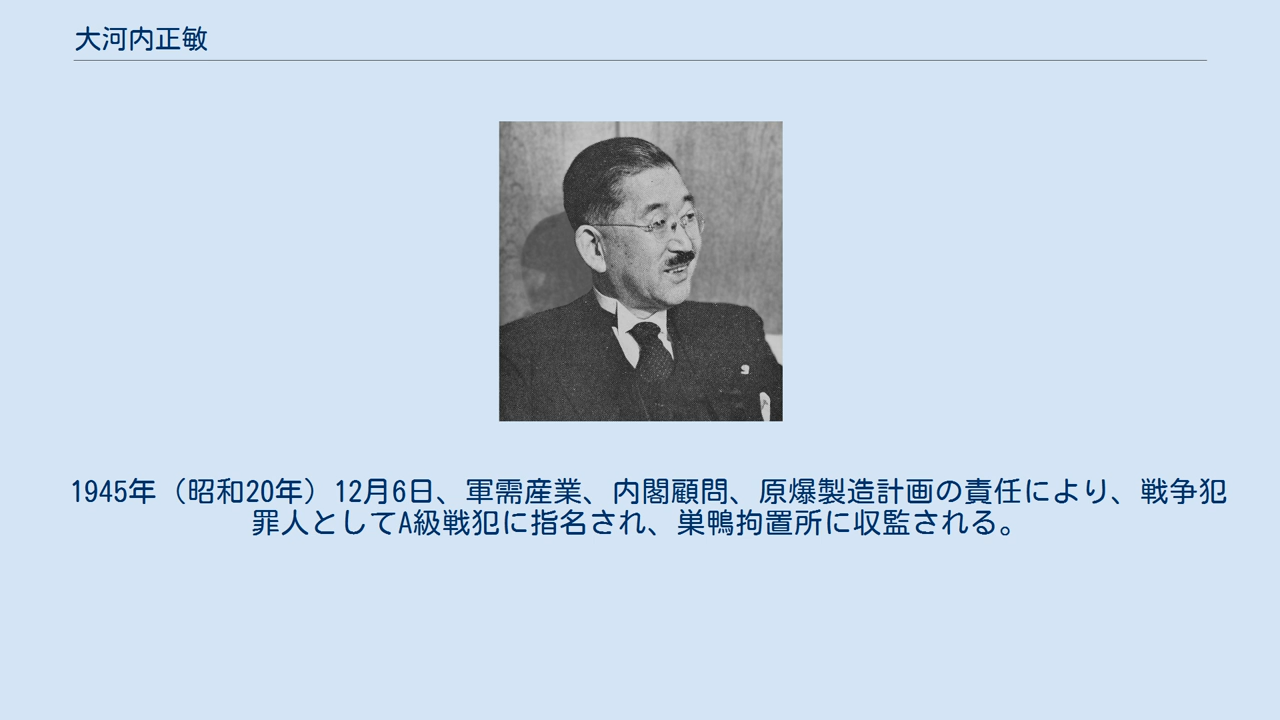 大河内正敏
1945年（昭和20年）12月6日、軍需産業、内閣顧問、原爆製造計画の責任により、戦争犯
罪人としてA級戦犯に指名され、巣鴨拘置所に収監される。